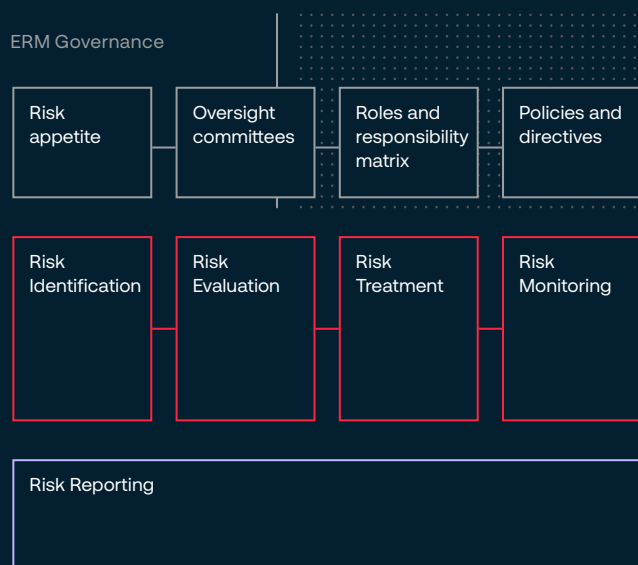 ERM Governance
Risk
appetite
Oversight
committees
Roles and
responsibility
matrix
Policies and
directives
Risk
Identification
Risk
Evaluation
Risk
Treatment
Risk
Monitoring
Risk Reporting